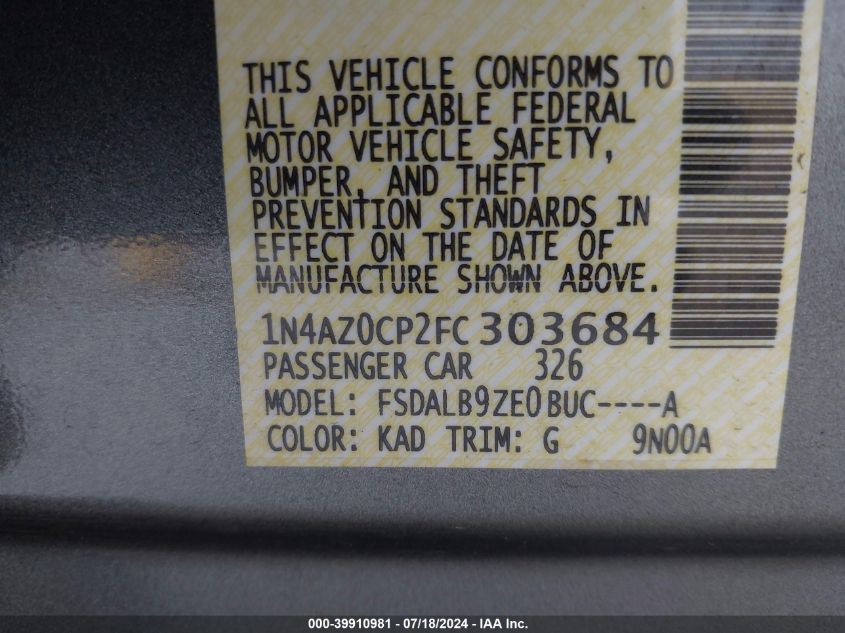 THIS VEHICLE CONFORMS TO
ALL APPLICABLE FEDERAL
MOTOR VEHICLE SAFETY,
BUMPER, AND THEFT
PREVENTION STANDARDS IN
EFFECT ON THE DATE OF
MANUFACTURE SHOWN ABOVE.
1N4AZ0CP2FC303684
PASSENGER CAR 326
MODEL: FSDALB9ZE0BUC----A
COLOR: KAD TRIM: G 9N00A
000-39910981 - 07/18/2024 - IAA Inc.